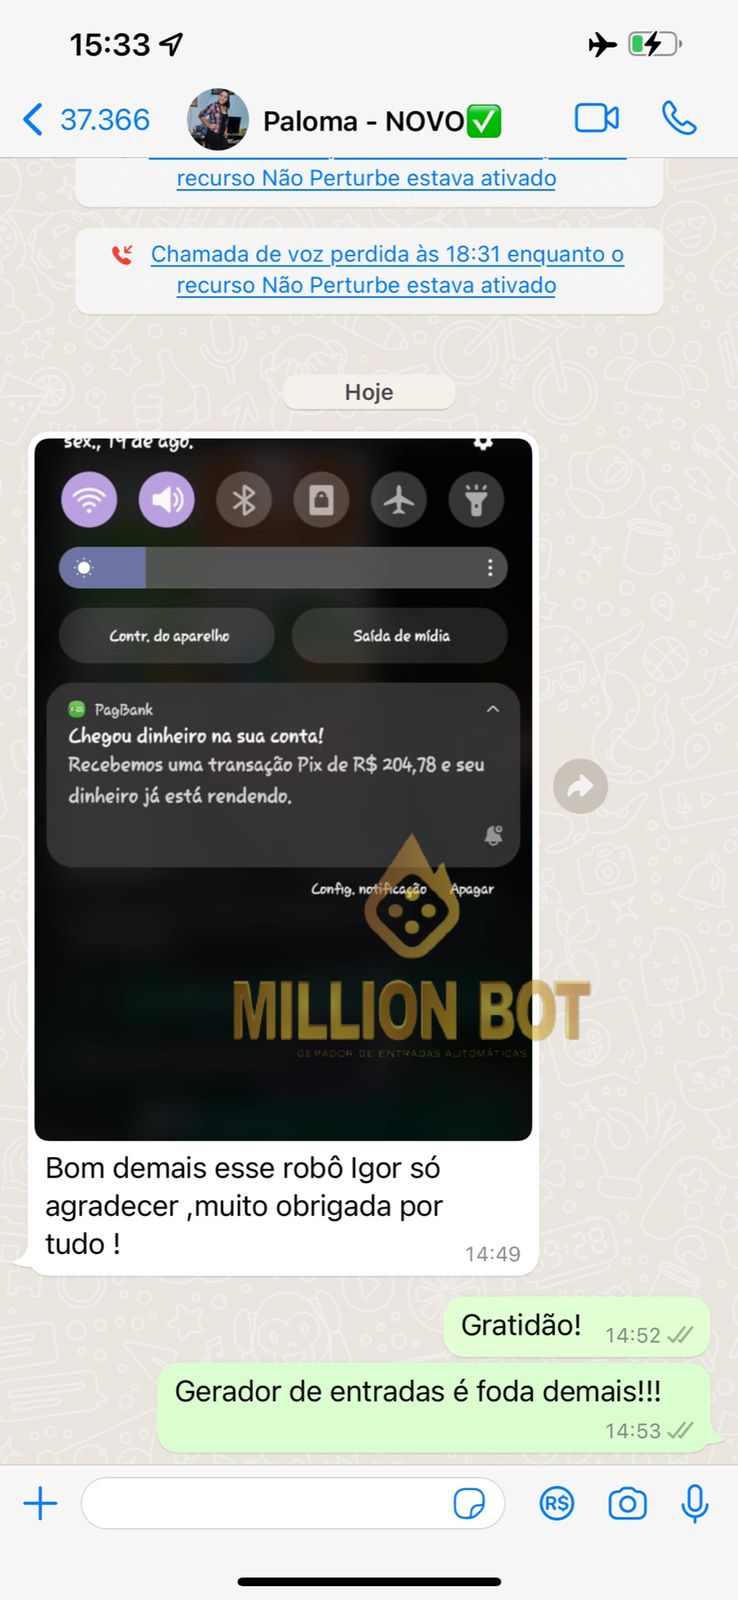 15:33
37.366
Paloma - NOVO✅
recurso Não Perturbe estava ativado
Chamada de voz perdida às 18:31 enquanto o
recurso Não Perturbe estava ativado
Hoje
sex., 19 de ago.
Contr. do aparelho
Saída de mídia
PagBank
Chegou dinheiro na sua conta!
Recebemos uma transação Pix de R$ 204,78 e seu
dinheiro já está rendendo.
Config. notificação
Apagar
MILLION BOT
GERADOR DE ENTRADAS AUTOMÁTICAS
Bom demais esse robô Igor só
agradecer ,muito obrigada por
tudo !
14:49
Gratidão!
14:52
Gerador de entradas é foda demais!!!
14:53
R$